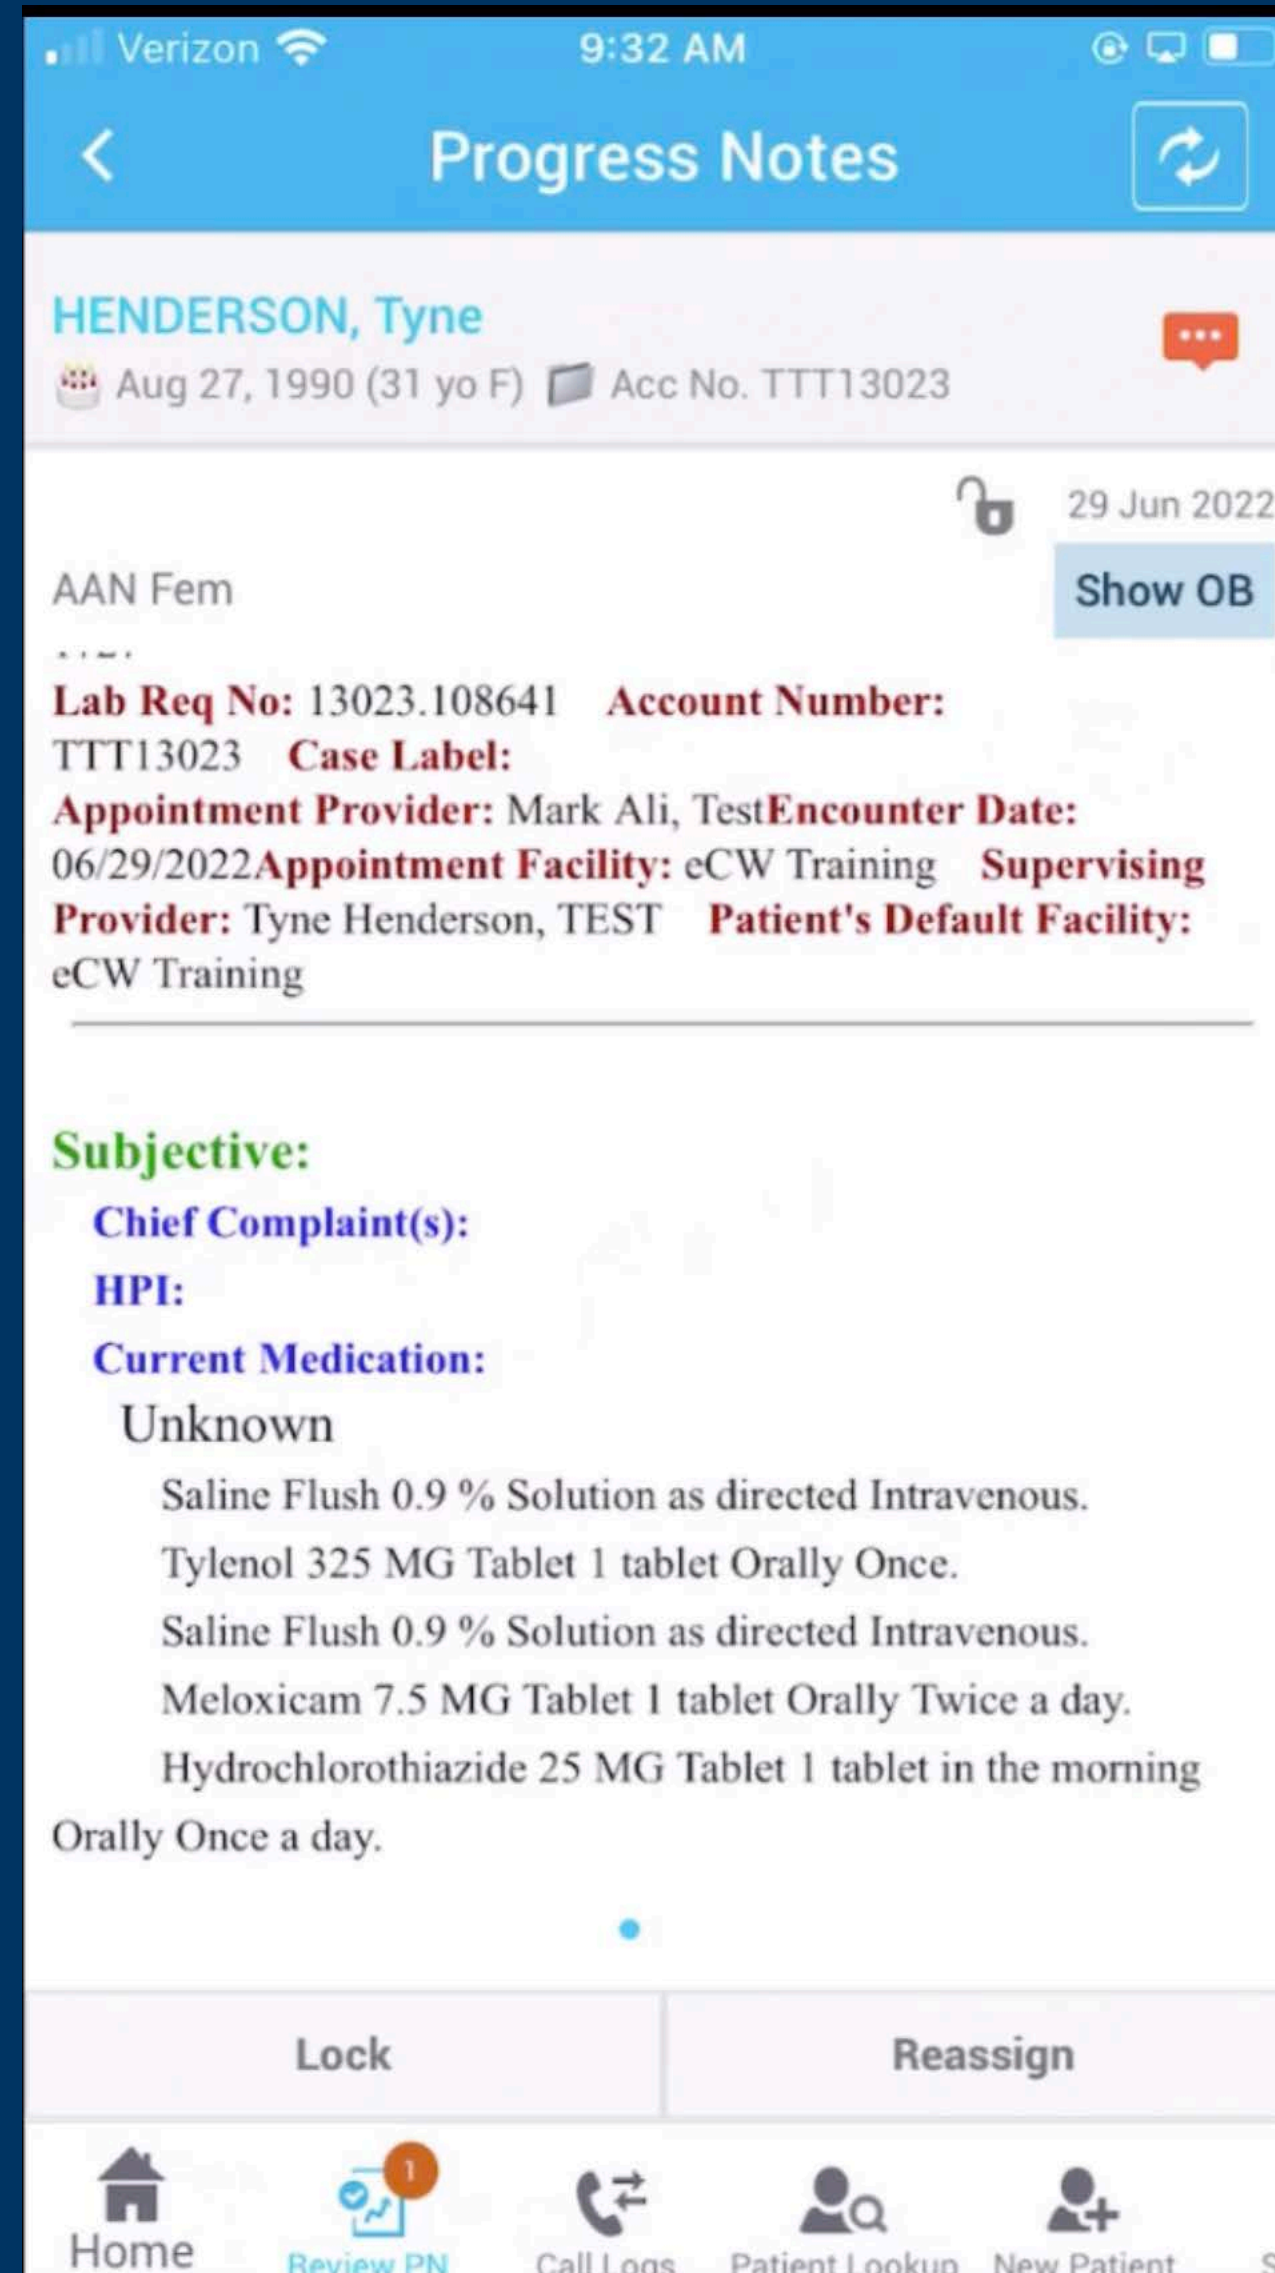 Verizon 9:32 AM
Progress Notes
HENDERSON, Tyne
Aug 27, 1990 (31 yo F) Acc No. TTT13023
29 Jun 2022
AAN Fem Show OB
Lab Req No: 13023.108641 Account Number:
TTT13023 Case Label:
Appointment Provider: Mark Ali, TestEncounter Date:
06/29/2022Appointment Facility: eCW Training Supervising
Provider: Tyne Henderson, TEST Patient's Default Facility:
eCW Training
Subjective:
Chief Complaint(s):
HPI:
Current Medication:
Unknown
Saline Flush 0.9 % Solution as directed Intravenous.
Tylenol 325 MG Tablet 1 tablet Orally Once.
Saline Flush 0.9 % Solution as directed Intravenous.
Meloxicam 7.5 MG Tablet 1 tablet Orally Twice a day.
Hydrochlorothiazide 25 MG Tablet 1 tablet in the morning
Orally Once a day.
Lock Reassign
1
Home Review PN Call Logs Patient Lookup New Patient